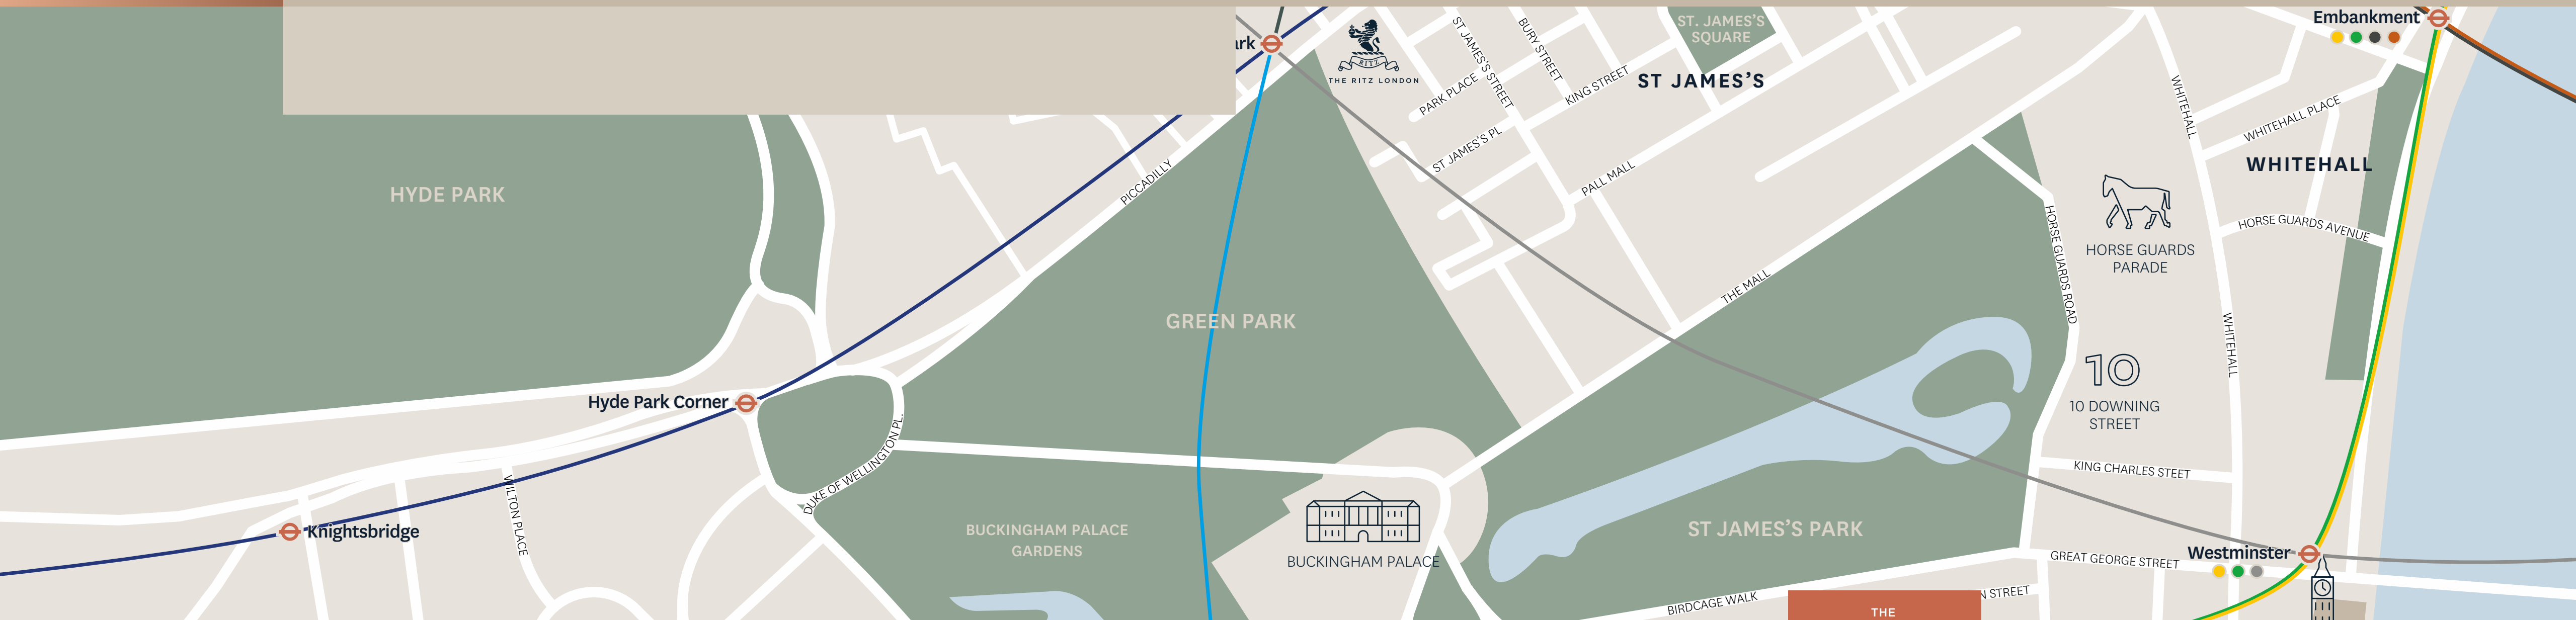 Embankment
ST. JAMES'S
SQUARE
RITZ
THE RITZ LONDON
ST JAMES'S STREET
BURY STREET
KING STREET
PARK PLACE
ST JAMES'S
WHITEHALL
WHITEHALL PLACE
ST JAMES'S PL
WHITEHALL
PICCADILLY
PALL MALL
HYDE PARK
HORSE GUARDS ROAD
HORSE GUARDS AVENUE
HORSE GUARDS
PARADE
THE MALL
GREEN PARK
WHITEHALL
10
10 DOWNING
STREET
Hyde Park Corner
DUKE OF WELLINGTON PL.
KING CHARLES STEET
WILTON PLACE
Knightsbridge
BUCKINGHAM PALACE
GARDENS
BUCKINGHAM PALACE
ST JAMES'S PARK
Westminster
GREAT GEORGE STREET
BIRDCAGE WALK
STREET
THE